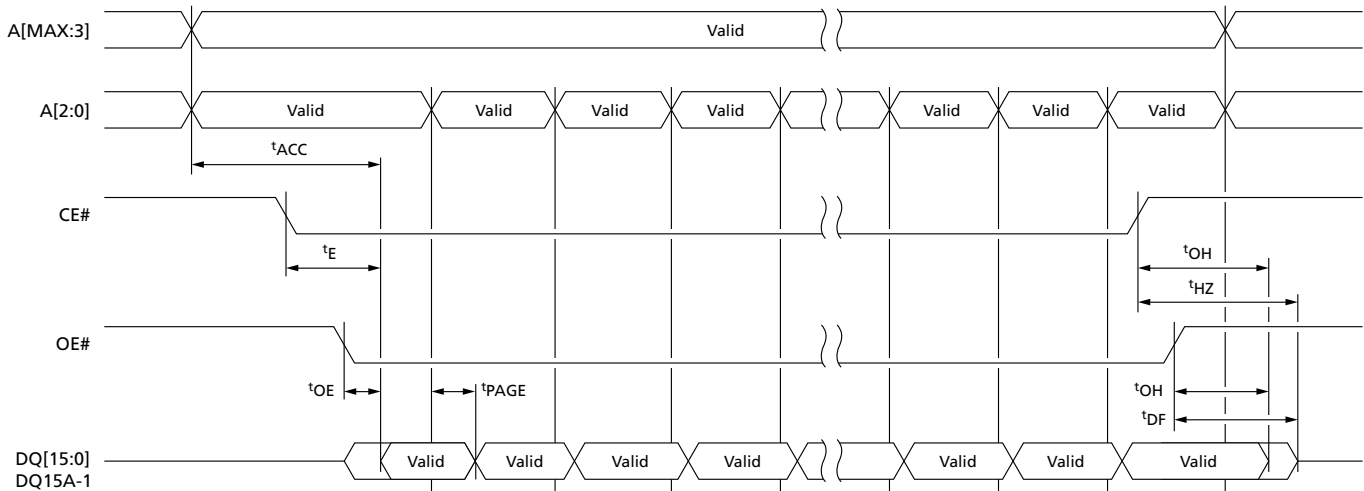 A[MAX:3] Valid
A[2:0] Valid Valid Valid Valid Valid Valid Valid
tACC
CE#
tE tOH
tHZ
OE#
tOE tPAGE tOH
tDF
DQ[15:0] Valid Valid Valid Valid Valid Valid Valid
DQ15A-1